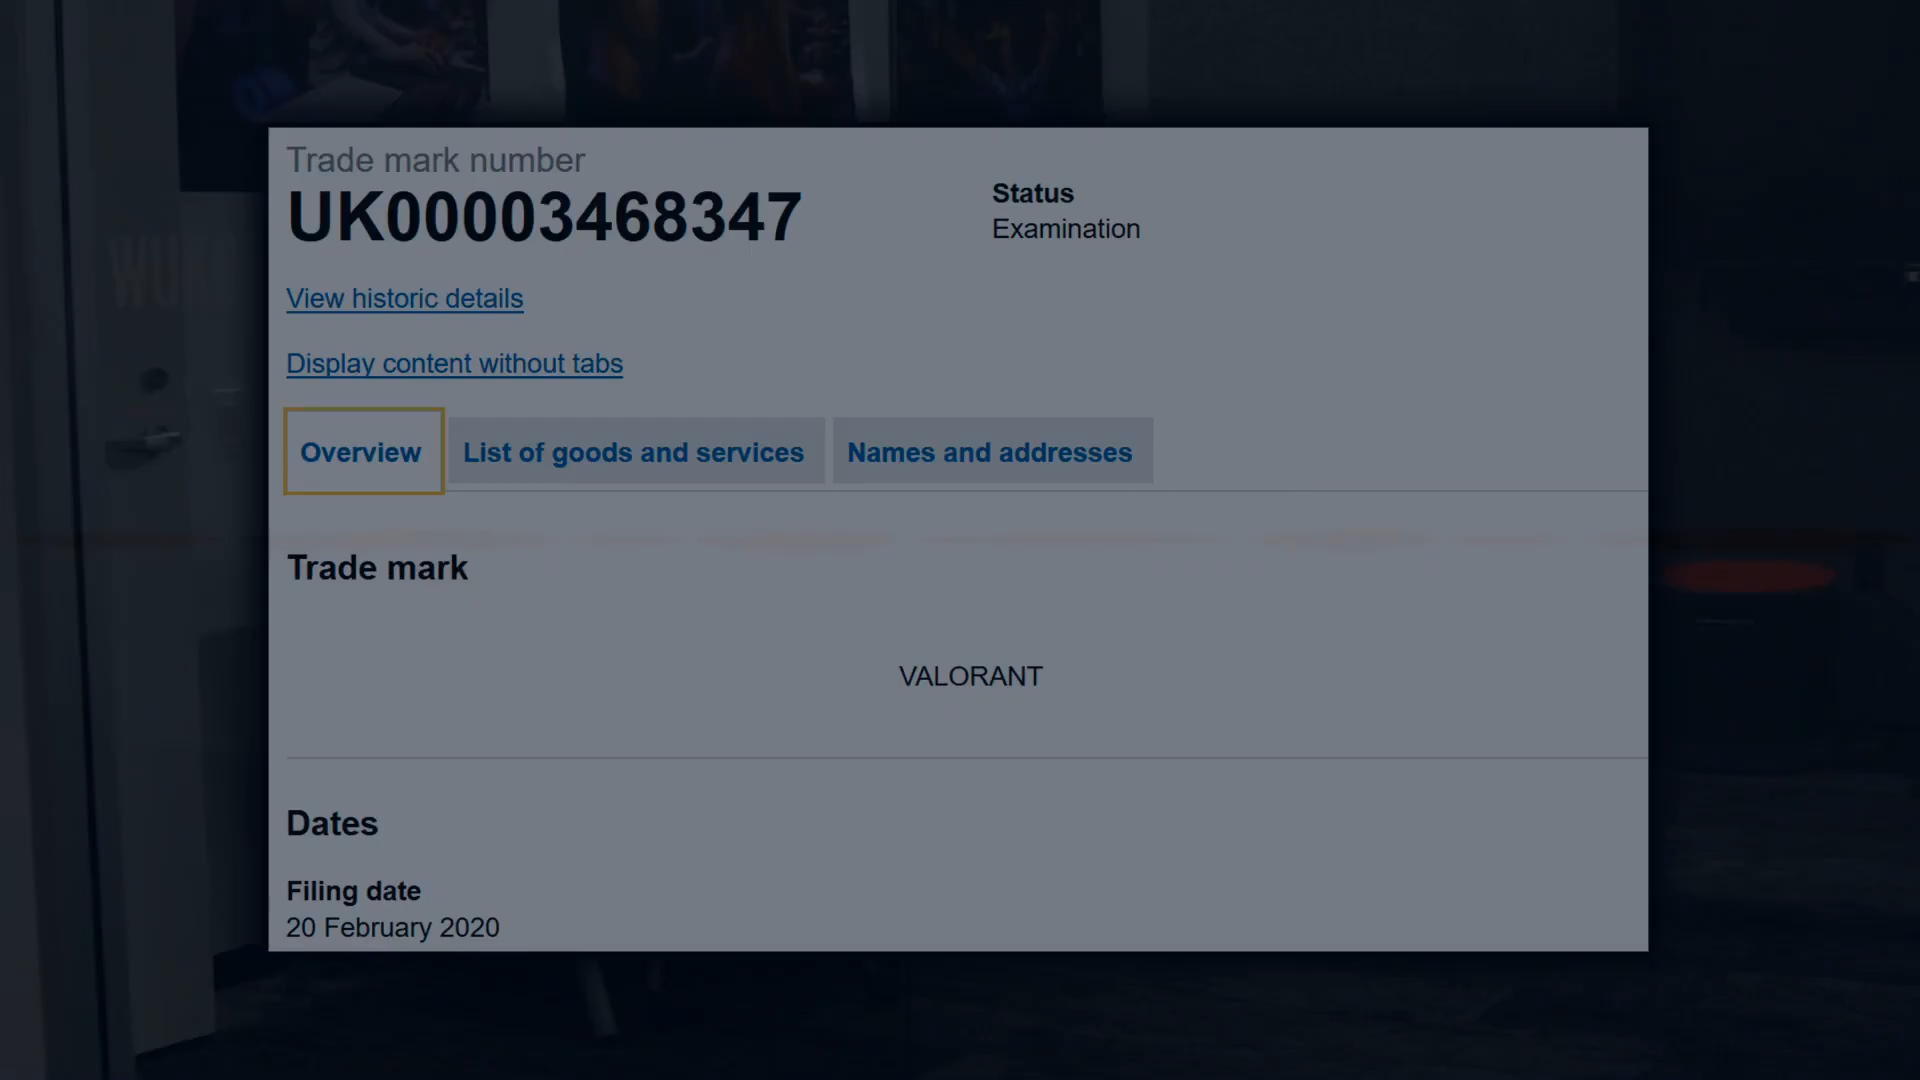 Trade mark number
UK00003468347
Status
Examination
View historic details
Display content without tabs
Overview
List of goods and services
Names and addresses
Trade mark
VALORANT
Dates
Filing date
20 February 2020